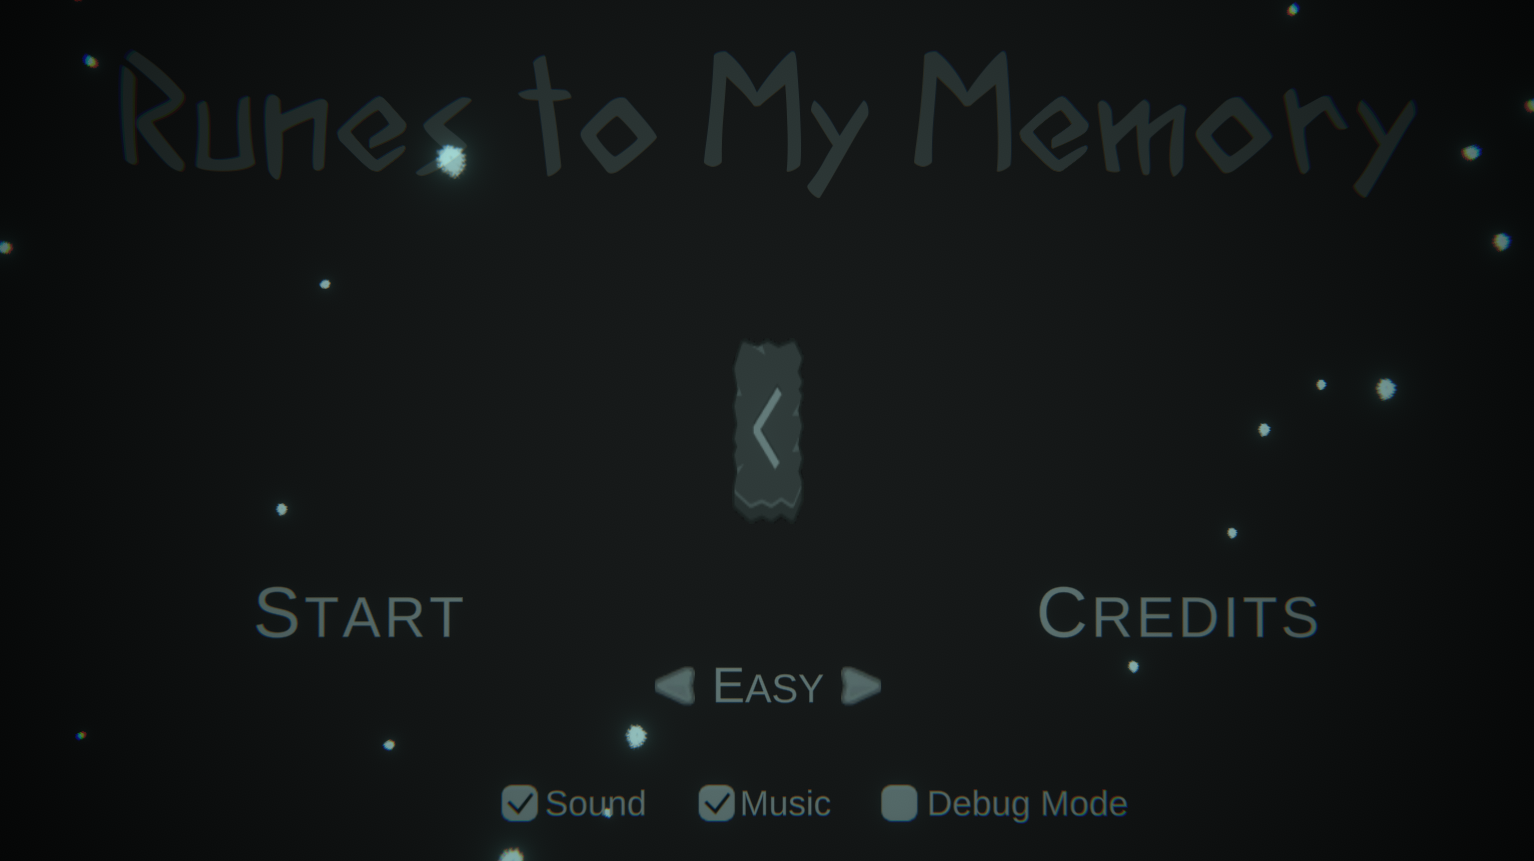 Runes to My Memory
START
CREDITS
EASY
Sound
Music
Debug Mode